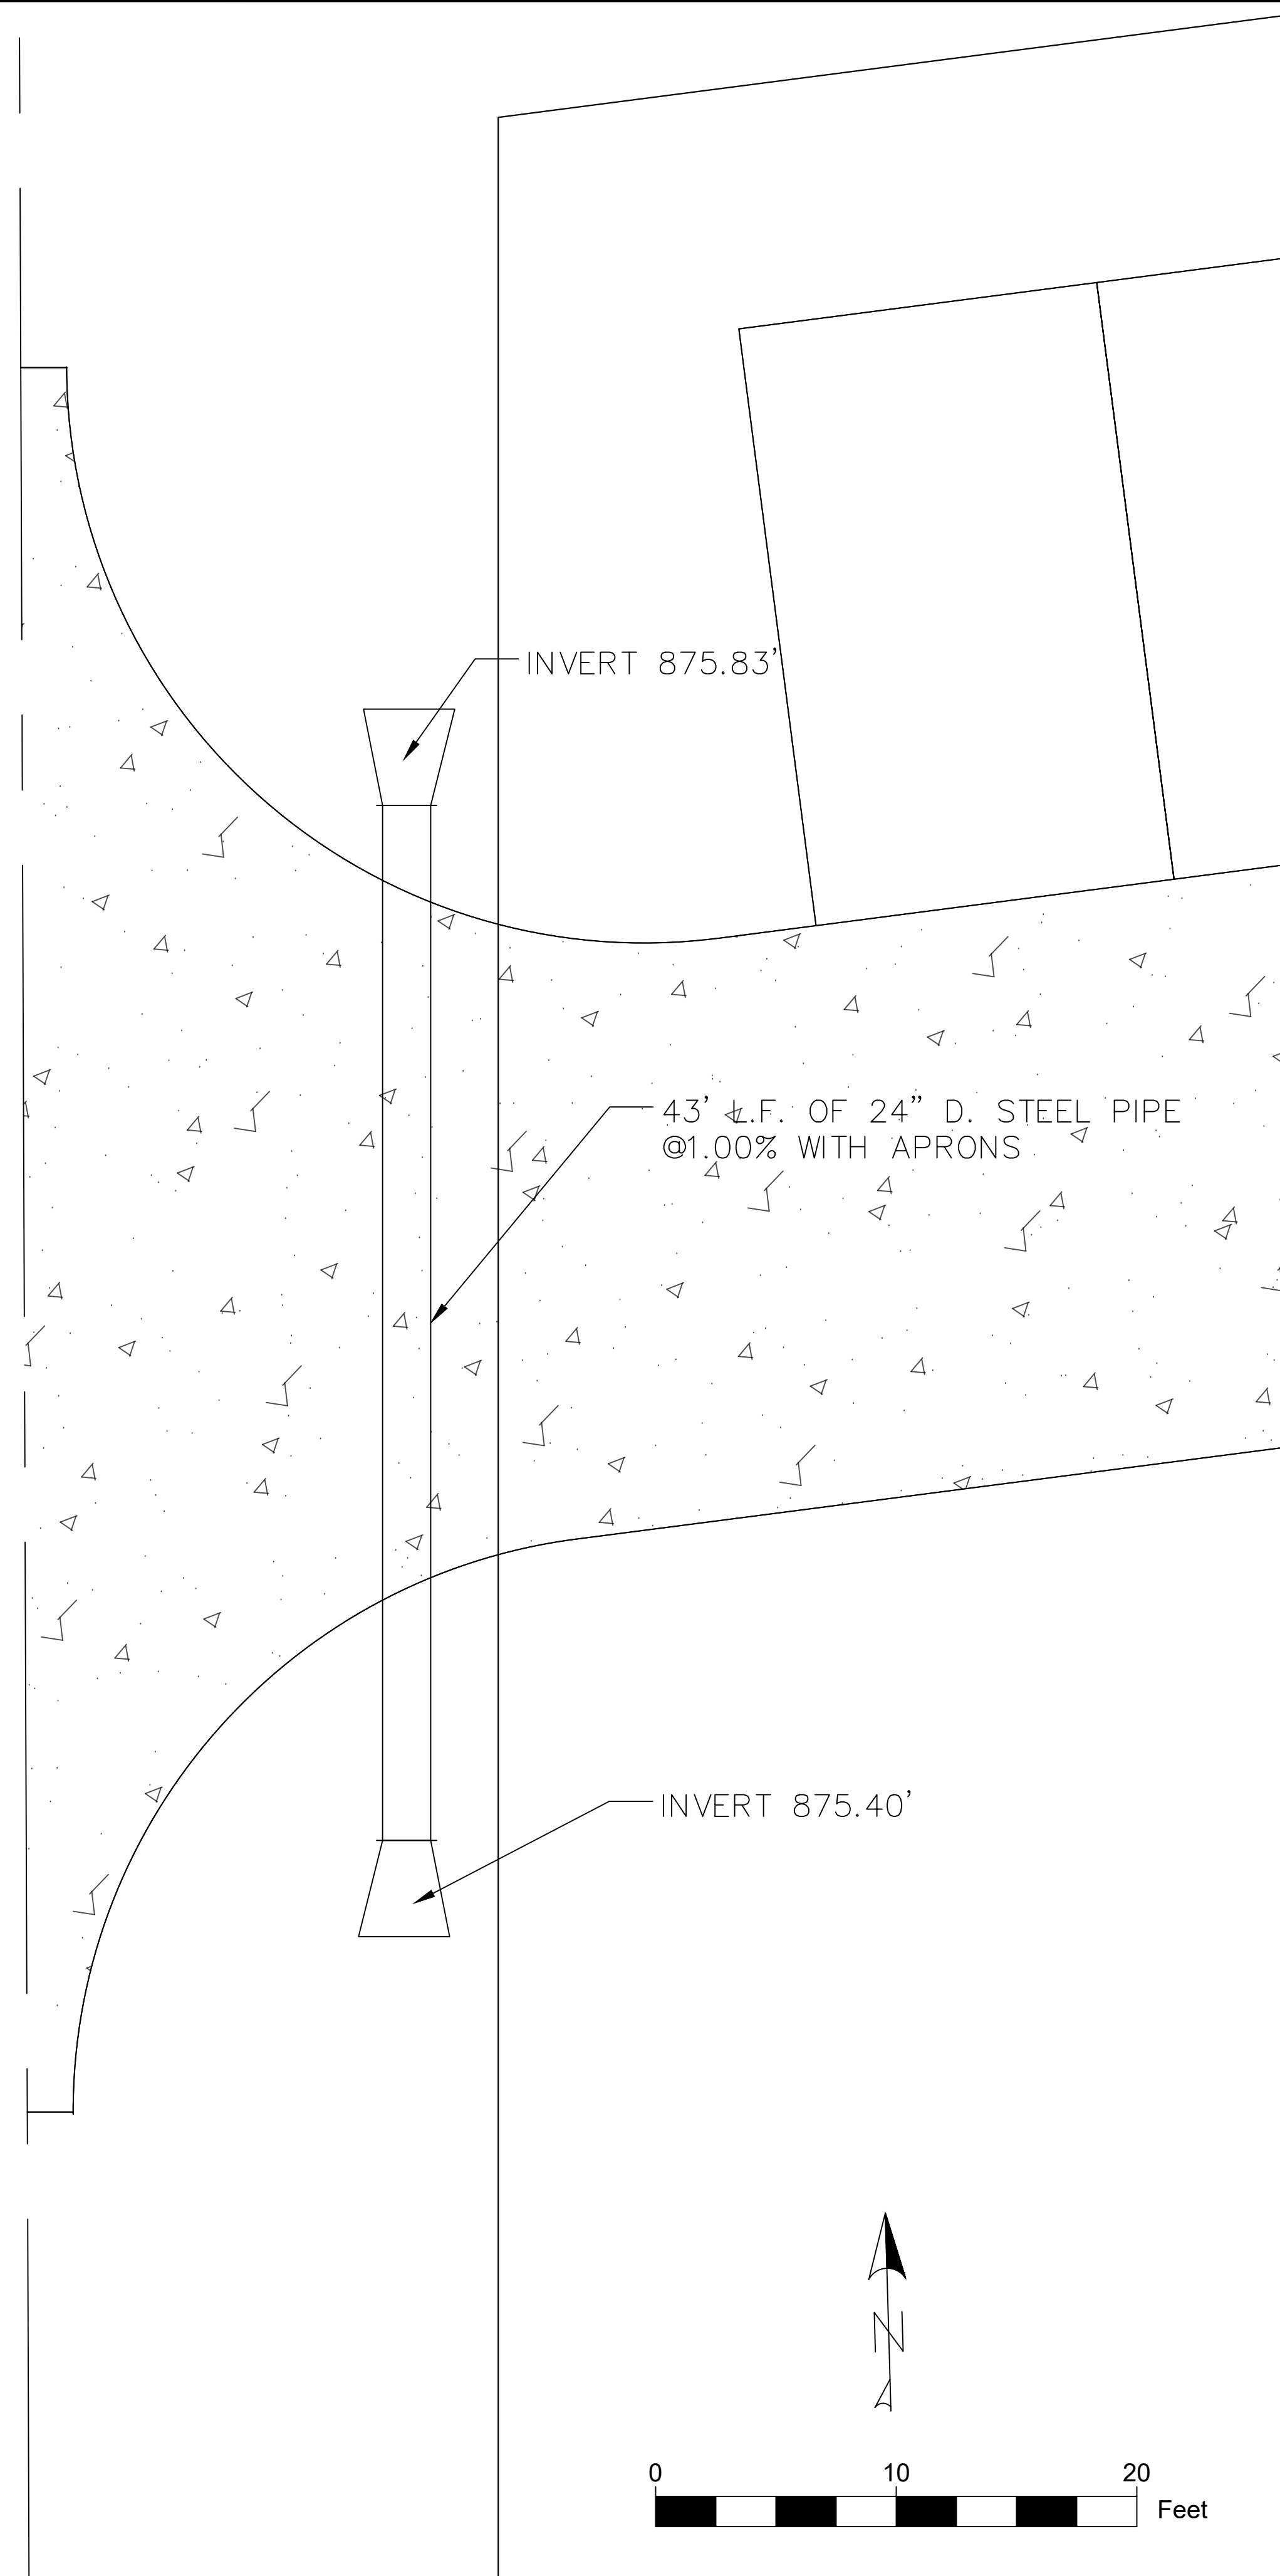 INVERT 875.83'
43' L.F. OF 24” D. STEEL PIPE
@1.00% WITH APRONS
INVERT 875.40'
N
0 10 20
Feet